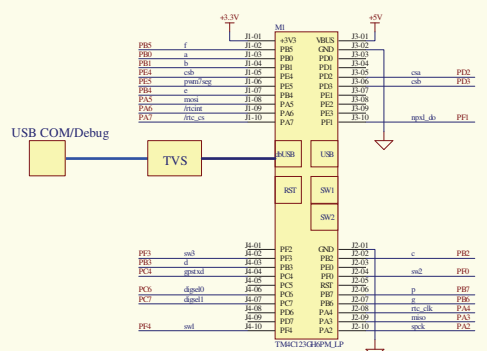 +3.3V +5V
M1
J1-01 +3V3 VBUS J3-01
PB5 f J1-02 PB5 GND J3-02
PB0 a J1-03 PB0 PD0 J3-03
PB1 b J1-04 PB1 PD1 J3-04
PE4 csb J1-05 PE4 PD2 J3-05 csa PD2
PE5 pwm7seg J1-06 PE5 PD3 J3-06 csb PD3
PB4 e J1-07 PB4 PE1 J3-07
PA5 mosi J1-08 PA5 PE2 J3-08
PA6 /rtcint J1-09 PA6 PE3 J3-09
PA7 /rtc_cs J1-10 PA7 PF1 J3-10 npxl_do PF1
USB COM/Debug
TVS dbUSB USB
RST SW1
SW2
J4-01 PF2 GND J2-01
PF3 sw3 J4-02 PF3 PB2 J2-02 c PB2
PB3 d J4-03 PB3 PE0 J2-03
PC4 gpstxd J4-04 PC4 PF0 J2-04 sw2 PF0
J4-05 PC5 RST J2-05
PC6 digsel0 J4-06 PC6 PB7 J2-06 p PB7
PC7 digsel1 J4-07 PC7 PB6 J2-07 g PB6
J4-08 PD6 PA4 J2-08 rtc_clk PA4
J4-09 PD7 PA3 J2-09 miso PA3
PF4 sw1 J4-10 PF4 PA2 J2-10 spck PA2
TM4C123GH6PM_LP